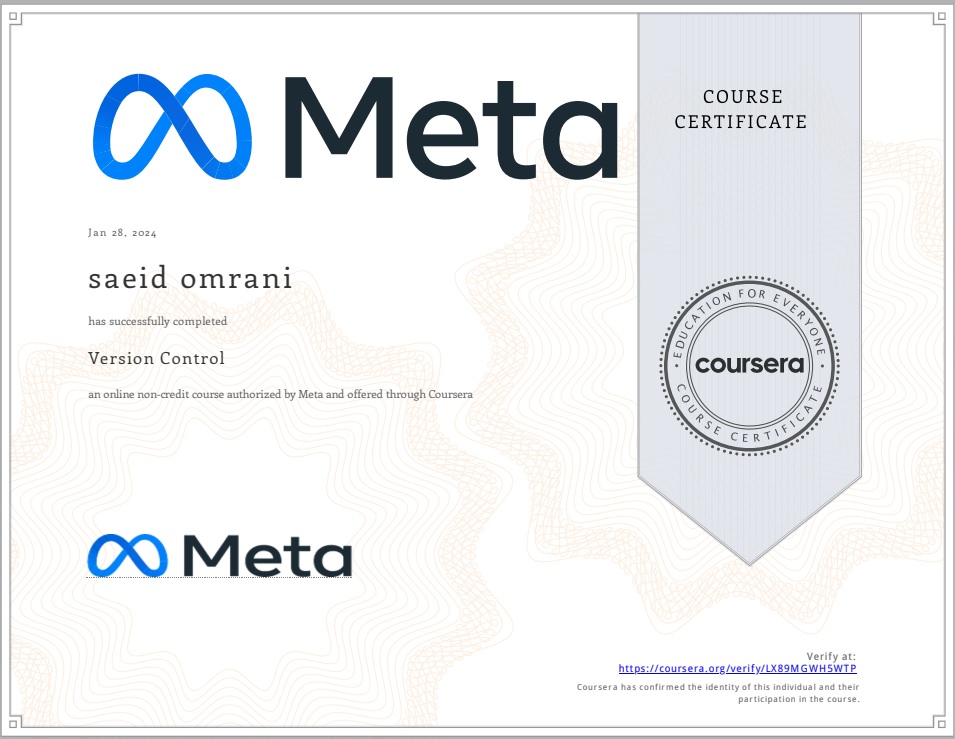 Meta
COURSE
CERTIFICATE
Jan 28, 2024
saeid omrani
has successfully completed
Version Control
an online non-credit course authorized by Meta and offered through Coursera
EDUCATION FOR EVERYONE
coursera
COURSE CERTIFICATE
Meta
Verify at:
https://coursera.org/verify/LX89MGWH5WTP
Coursera has confirmed the identity of this individual and their
participation in the course.